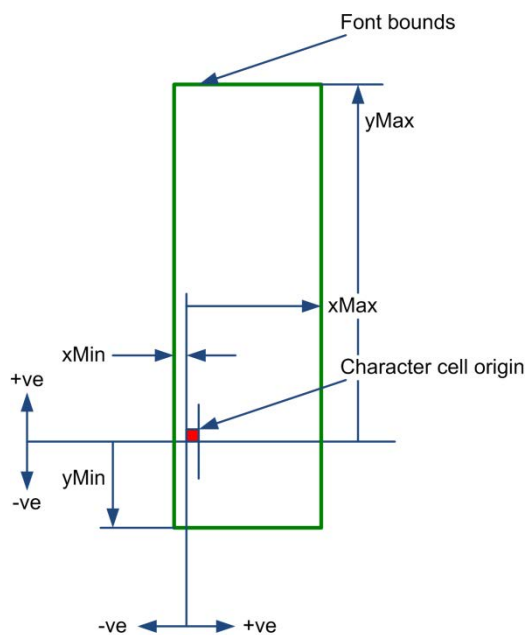 Font bounds
yMax
xMax
xMin
Character cell origin
+ve
yMin
-ve
-ve
+ve